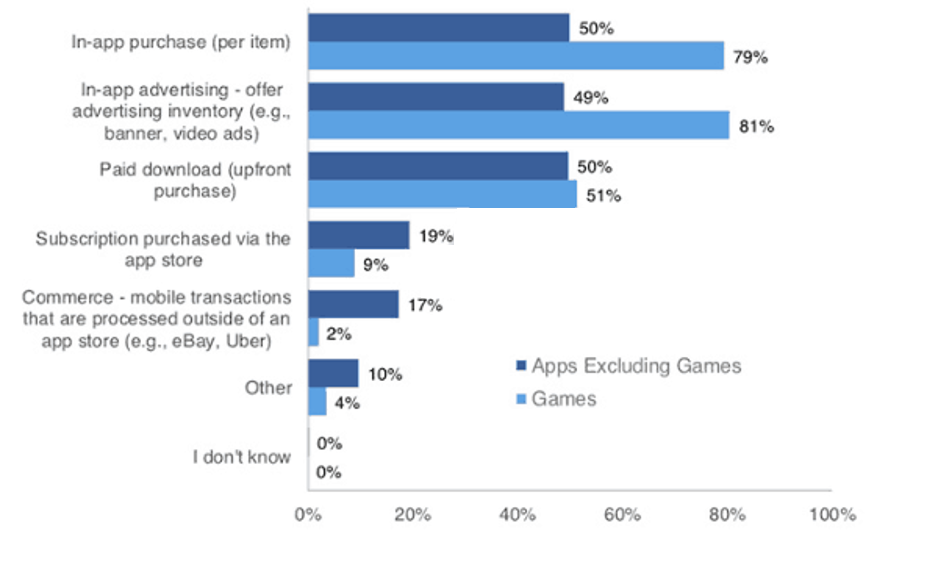 In-app purchase (per item)
50%
79%
In-app advertising - offer
advertising inventory (e.g.,
banner, video ads)
49%
81%
Paid download (upfront
purchase)
50%
51%
Subscription purchased via the
app store
19%
9%
Commerce - mobile transactions
that are processed outside of an
app store (e.g., eBay, Uber)
17%
2%
Other
10%
4%
Apps Excluding Games
Games
I don't know
0%
0%
0% 20% 40% 60% 80% 100%